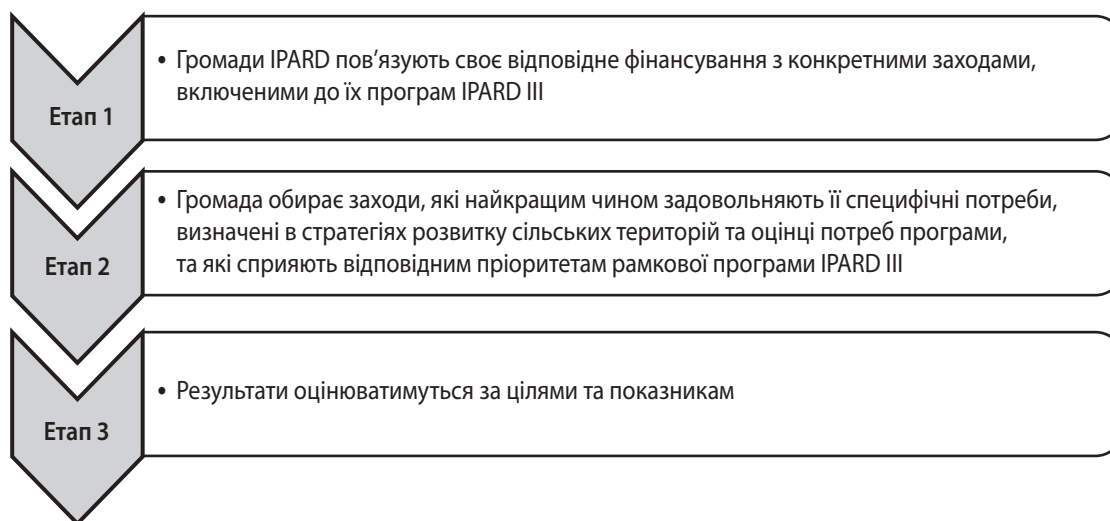 Етап 1
• Громади IPARD пов’язують своє відповідне фінансування з конкретними заходами,
включеними до їх програм IPARD III
Етап 2
• Громада обирає заходи, які найкращим чином задовольняють її специфічні потреби,
визначені в стратегіях розвитку сільських територій та оцінці потреб програми,
та які сприяють відповідним пріоритетам рамкової програми IPARD III
Етап 3
• Результати оцінюватимуться за цілями та показникам